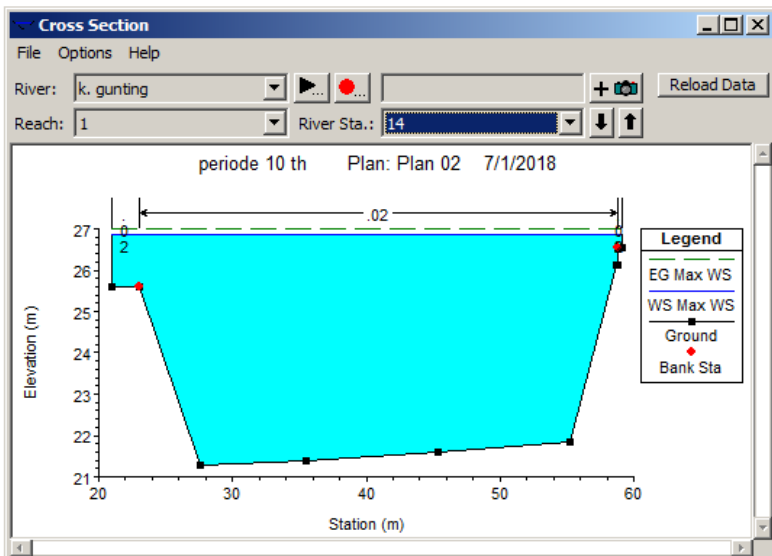 Cross Section
File Options Help
River: k. gunting
Reload Data
Reach: 1 River Sta.: 14
periode 10 th Plan: Plan 02 7/1/2018
.02
.02
27
26
25
24
23
22
21
20 30 40 50 60
Elevation (m)
Station (m)
Legend
EG Max WS
WS Max WS
Ground
Bank Sta